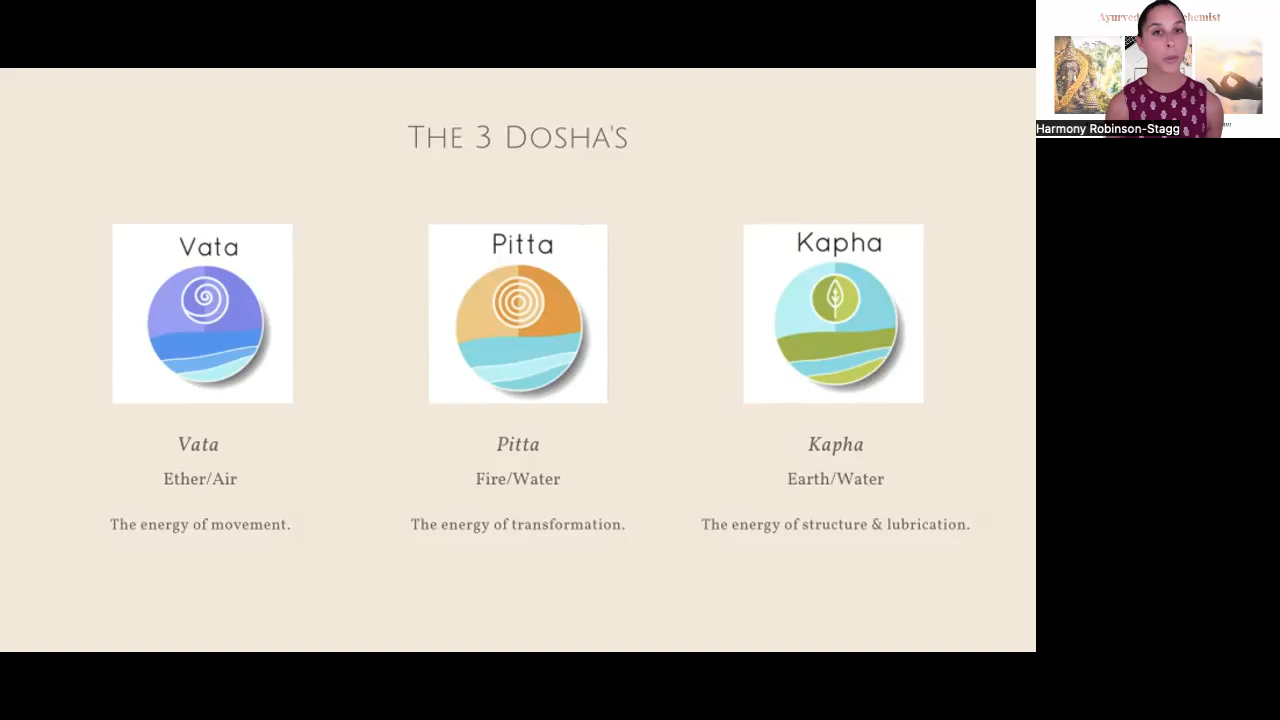 The 3 Dosha's
Vata
Pitta
Kapha
Vata
Pitta
Kapha
Ether/Air
Fire/Water
Earth/Water
The energy of movement.
The energy of transformation.
The energy of structure & lubrication.
Harmony Robinson-Stagg